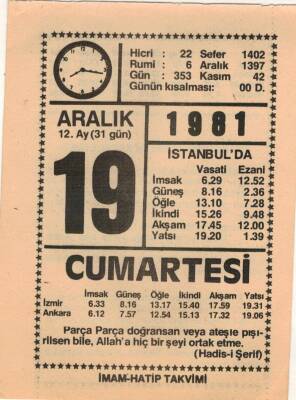 Hicri : 22 Sefer 1402
Rumi : 6 Aralık 1397
Gün : 353 Kasım 42
Günün kısalması: 00 D.
ARALIK
12. Ay (31 gün)
19
1981
İSTANBUL'DA
Vasati Ezani
İmsak 6.29 12.52
Güneş 8.16 2.36
Öğle 13.10 7.28
İkindi 15.26 9.48
Akşam 17.45 12.00
Yatsı 19.20 1.39
CUMARTESİ
İmsak Güneş Öğle İkindi Akşam Yatsı
İzmir 6.33 8.16 13.17 15.40 17.59 19.31
Ankara 6.12 7.57 12.54 15.13 17.32 19.06
Parça Parça doğransan veya ateşle pişi-
rilsen bile, Allah'a hiç bir şeyi ortak etme.
(Hadis-i Şerif)
İMAM-HATİP TAKVİMİ